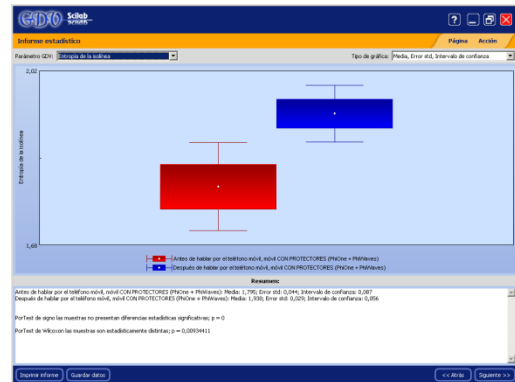 GDV Scilab
Informe estadístico
Página Acción
Parámetro GDV: Entropía de la isolínea
Tipo de gráfica: Media, Error std, Intervalo de confianza
2,02
Entropía de la isolínea
1,68
Antes de hablar por el teléfono móvil, móvil CON PROTECTORES (PhiOne + PhiWaves)
Después de hablar por el teléfono móvil, móvil CON PROTECTORES (PhiOne + PhiWaves)
Resumen:
Antes de hablar por el teléfono móvil, móvil CON PROTECTORES (PhiOne + PhiWaves): Media: 1,795; Error std: 0,044; Intervalo de confianza: 0,087
Después de hablar por el teléfono móvil, móvil CON PROTECTORES (PhiOne + PhiWaves): Media: 1,938; Error std: 0,029; Intervalo de confianza: 0,056
PorTest de signo las muestras no presentan diferencias estadísticas significativas; p = 0
PorTest de Wilcoxon las muestras son estadísticamente distintas; p = 0,00934411
Imprimir informe Guardar datos
<< Atrás Siguiente >>